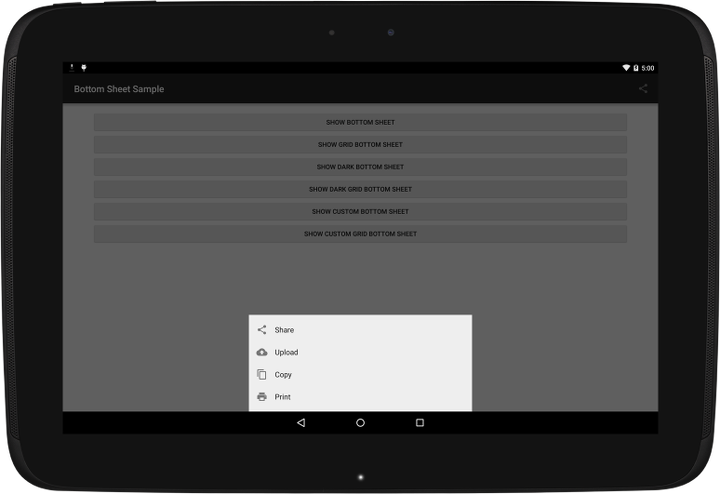 5:00
Bottom Sheet Sample
SHOW BOTTOM SHEET
SHOW GRID BOTTOM SHEET
SHOW DARK BOTTOM SHEET
SHOW DARK GRID BOTTOM SHEET
SHOW CUSTOM BOTTOM SHEET
SHOW CUSTOM GRID BOTTOM SHEET
Share
Upload
Copy
Print